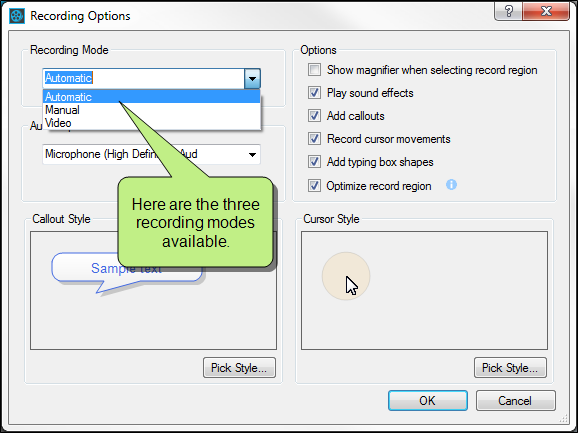 Recording Options
?
Recording Mode
Automatic
Automatic
Manual
Video
Microphone (High Defin
Aud
Here are the three
recording modes
available.
Options
Show magnifier when selecting record region
Play sound effects
Add callouts
Record cursor movements
Add typing box shapes
Optimize record region
i
Callout Style
Sample text
Pick Style...
Cursor Style
Pick Style...
OK
Cancel